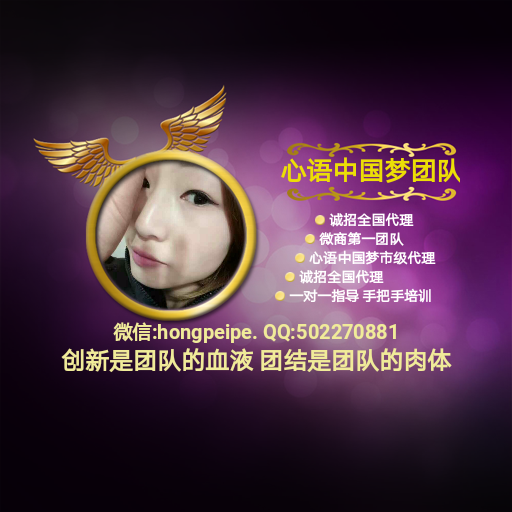 心语中国梦团队
诚招全国代理
微商第一团队
心语中国梦市级代理
诚招全国代理
一对一指导 手把手培训
微信:hongpeipe. QQ:502270881
创新是团队的血液 团结是团队的肉体